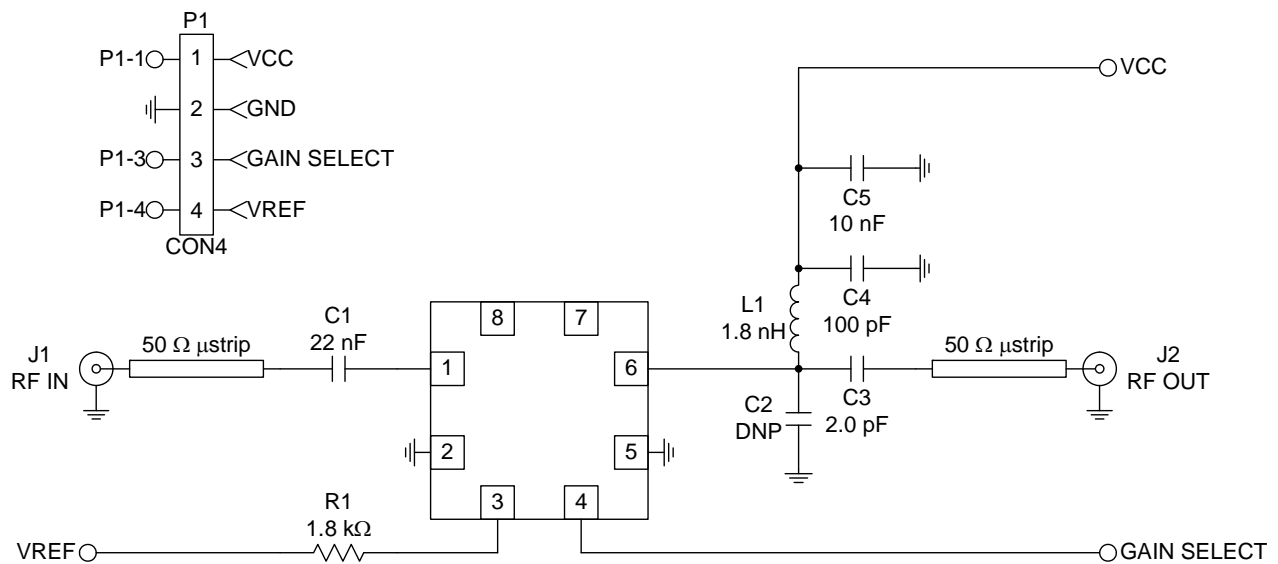 P1
P1-1 1 VCC
2 GND
P1-3 3 GAIN SELECT
P1-4 4 VREF
CON4
VCC
C5
10 nF
C4
100 pF
L1
1.8 nH
C1
22 nF
8 7
J1
RF IN
50 Ω µstrip
1 6
50 Ω µstrip
J2
RF OUT
C3
2.0 pF
C2
DNP
2 5
3 4
R1
1.8 kΩ
VREF
GAIN SELECT